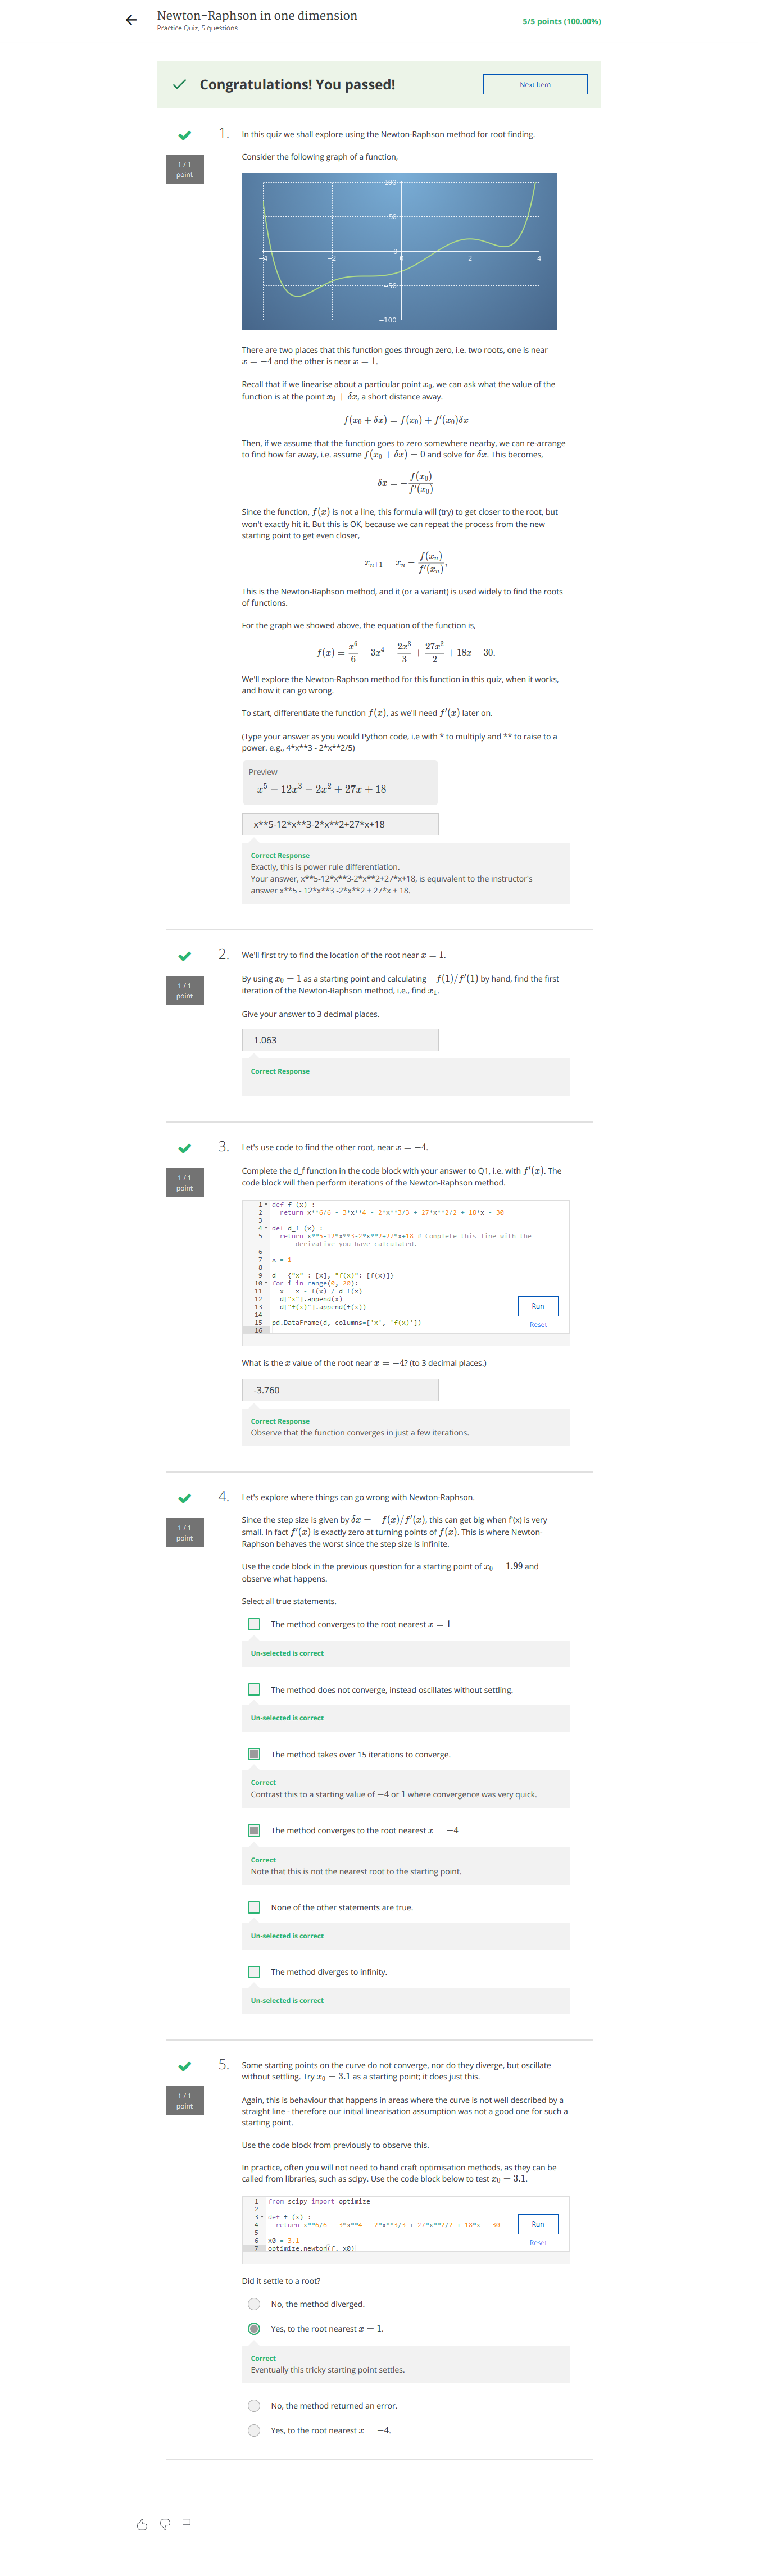 Newton-Raphson in one dimension
Practice Quiz, 5 questions
5/5 points (100.00%)
Congratulations! You passed!
Next Item
1 / 1
point
1. In this quiz we shall explore using the Newton-Raphson method for root finding.
Consider the following graph of a function,
100
50
0
−4 −2 0 2 4
−50
−100
There are two places that this function goes through zero, i.e. two roots, one is near
x = −4 and the other is near x = 1.
Recall that if we linearise about a particular point x₀, we can ask what the value of the
function is at the point x₀ + δx, a short distance away.
f(x₀ + δx) = f(x₀) + f′(x₀)δx
Then, if we assume that the function goes to zero somewhere nearby, we can re-arrange
to find how far away, i.e. assume f(x₀ + δx) = 0 and solve for δx. This becomes,
δx = − f(x₀) / f′(x₀)
Since the function, f(x) is not a line, this formula will (try) to get closer to the root, but
won't exactly hit it. But this is OK, because we can repeat the process from the new
starting point to get even closer,
xₙ₊₁ = xₙ − f(xₙ) / f′(xₙ),
This is the Newton-Raphson method, and it (or a variant) is used widely to find the roots
of functions.
For the graph we showed above, the equation of the function is,
f(x) = x⁶/6 − 3x⁴ − 2x³/3 + 27x²/2 + 18x − 30.
We'll explore the Newton-Raphson method for this function in this quiz, when it works,
and how it can go wrong.
To start, differentiate the function f(x), as we'll need f′(x) later on.
(Type your answer as you would Python code, i.e with * to multiply and ** to raise to a
power. e.g., 4*x**3 - 2*x**2/5)
Preview
x⁵ − 12x³ − 2x² + 27x + 18
x**5-12*x**3-2*x**2+27*x+18
Correct Response
Exactly, this is power rule differentiation.
Your answer, x**5-12*x**3-2*x**2+27*x+18, is equivalent to the instructor's
answer x**5 - 12*x**3 -2*x**2 + 27*x + 18.
1 / 1
point
2. We'll first try to find the location of the root near x = 1.
By using x₀ = 1 as a starting point and calculating −f(1)/f′(1) by hand, find the first
iteration of the Newton-Raphson method, i.e., find x₁.
Give your answer to 3 decimal places.
1.063
Correct Response
1 / 1
point
3. Let's use code to find the other root, near x = −4.
Complete the d_f function in the code block with your answer to Q1, i.e. with f′(x). The
code block will then perform iterations of the Newton-Raphson method.
1 def f (x) :
2 return x**6/6 - 3*x**4 - 2*x**3/3 + 27*x**2/2 + 18*x - 30
3
4 def d_f (x) :
5 return x**5-12*x**3-2*x**2+27*x+18 # Complete this line with the
derivative you have calculated.
6
7 x = 1
8
9 d = {"x" : [x], "f(x)": [f(x)]}
10 for i in range(0, 20):
11 x = x - f(x) / d_f(x)
12 d["x"].append(x)
13 d["f(x)"].append(f(x))
14
15 pd.DataFrame(d, columns=['x', 'f(x)'])
16
Run
Reset
What is the x value of the root near x = −4? (to 3 decimal places.)
-3.760
Correct Response
Observe that the function converges in just a few iterations.
1 / 1
point
4. Let's explore where things can go wrong with Newton-Raphson.
Since the step size is given by δx = −f(x)/f′(x), this can get big when f'(x) is very
small. In fact f′(x) is exactly zero at turning points of f(x). This is where Newton-
Raphson behaves the worst since the step size is infinite.
Use the code block in the previous question for a starting point of x₀ = 1.99 and
observe what happens.
Select all true statements.
The method converges to the root nearest x = 1
Un-selected is correct
The method does not converge, instead oscillates without settling.
Un-selected is correct
The method takes over 15 iterations to converge.
Correct
Contrast this to a starting value of −4 or 1 where convergence was very quick.
The method converges to the root nearest x = −4
Correct
Note that this is not the nearest root to the starting point.
None of the other statements are true.
Un-selected is correct
The method diverges to infinity.
Un-selected is correct
1 / 1
point
5. Some starting points on the curve do not converge, nor do they diverge, but oscillate
without settling. Try x₀ = 3.1 as a starting point; it does just this.
Again, this is behaviour that happens in areas where the curve is not well described by a
straight line - therefore our initial linearisation assumption was not a good one for such a
starting point.
Use the code block from previously to observe this.
In practice, often you will not need to hand craft optimisation methods, as they can be
called from libraries, such as scipy. Use the code block below to test x₀ = 3.1.
1 from scipy import optimize
2
3 def f (x) :
4 return x**6/6 - 3*x**4 - 2*x**3/3 + 27*x**2/2 + 18*x - 30
5
6 x0 = 3.1
7 optimize.newton(f, x0)
Run
Reset
Did it settle to a root?
No, the method diverged.
Yes, to the root nearest x = 1.
Correct
Eventually this tricky starting point settles.
No, the method returned an error.
Yes, to the root nearest x = −4.